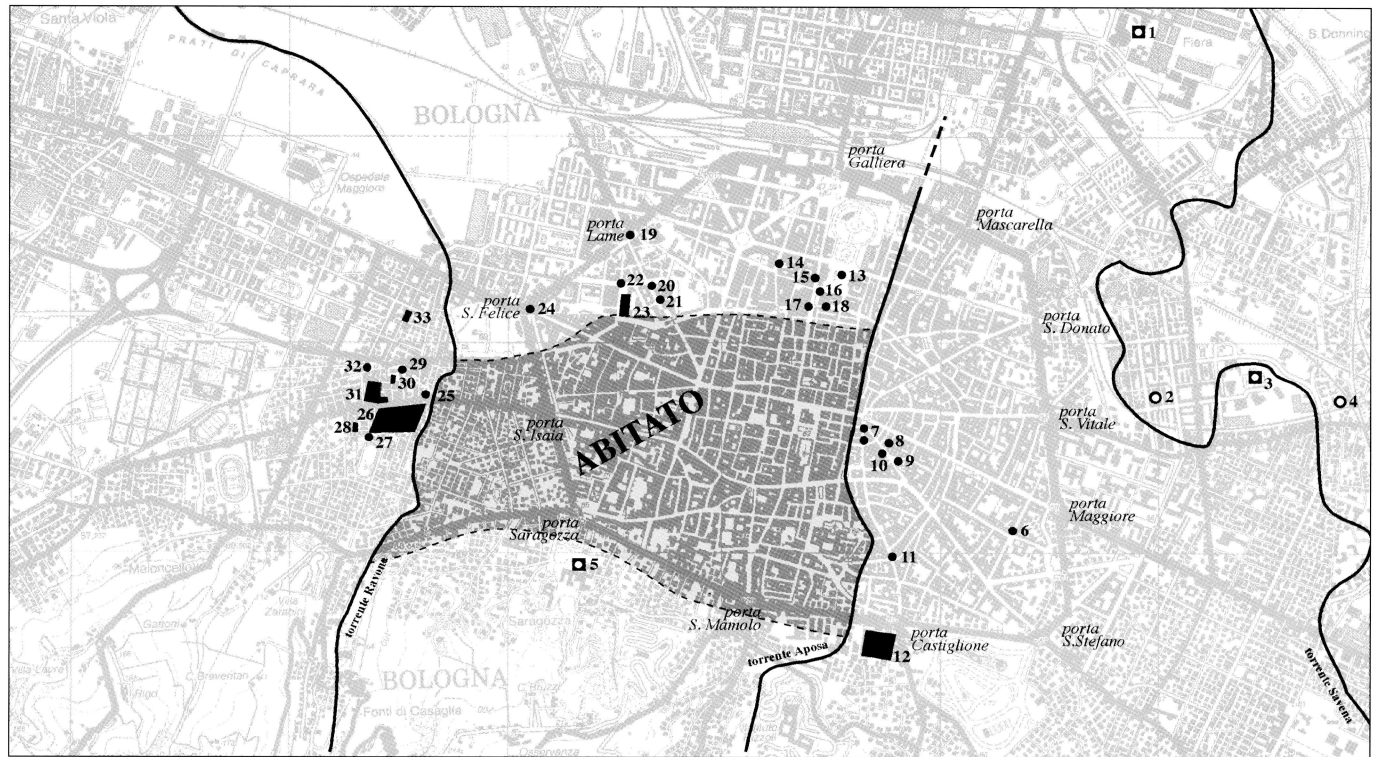 Santa Viola
PRATI DI CAPRARA
1
Fiera
S. Donnino
BOLOGNA
porta
Galliera
Ospedale
Maggiore
porta
Mascarella
porta
Lame
19
14
13
15
16
22
20
21
17
18
porta
S. Felice
24
23
33
porta
S. Donato
32
29
30
31
25
3
2
4
26
28
27
porta
S. Isaia
ABITATO
porta
S. Vitale
7
8
10
9
porta
Maggiore
6
porta
Saragozza
11
5
Meloncello
Villa
torrente Ravone
Saragozza
porta
S. Mamolo
porta
Castiglione
porta
S.Stefano
12
torrente Aposa
torrente Savena
BOLOGNA
Rigo
Fonti di Casaglia
Osservanza